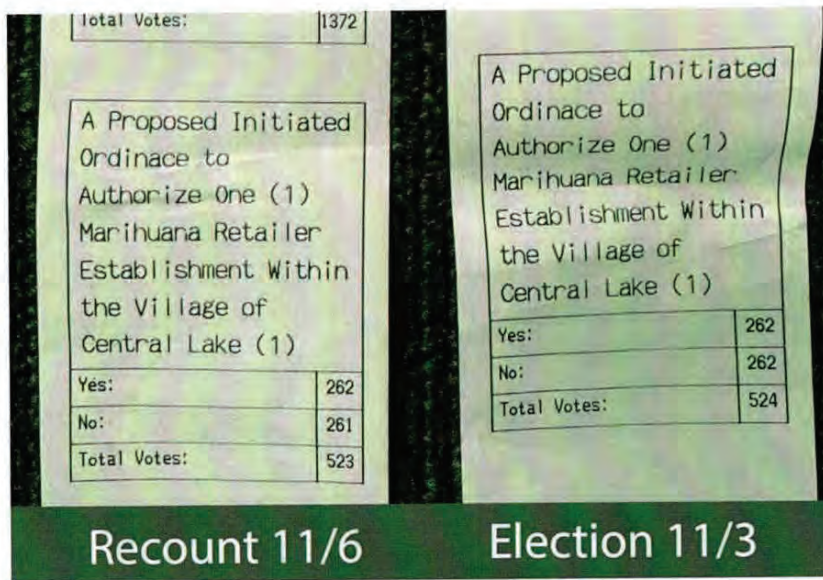 Total Votes: 1372
A Proposed Initiated
Ordinace to
Authorize One (1)
Marihuana Retailer
Establishment Within
the Village of
Central Lake (1)
Yes: 262
No: 261
Total Votes: 523
Recount 11/6
A Proposed Initiated
Ordinace to
Authorize One (1)
Marihuana Retailer
Establishment Within
the Village of
Central Lake (1)
Yes: 262
No: 262
Total Votes: 524
Election 11/3